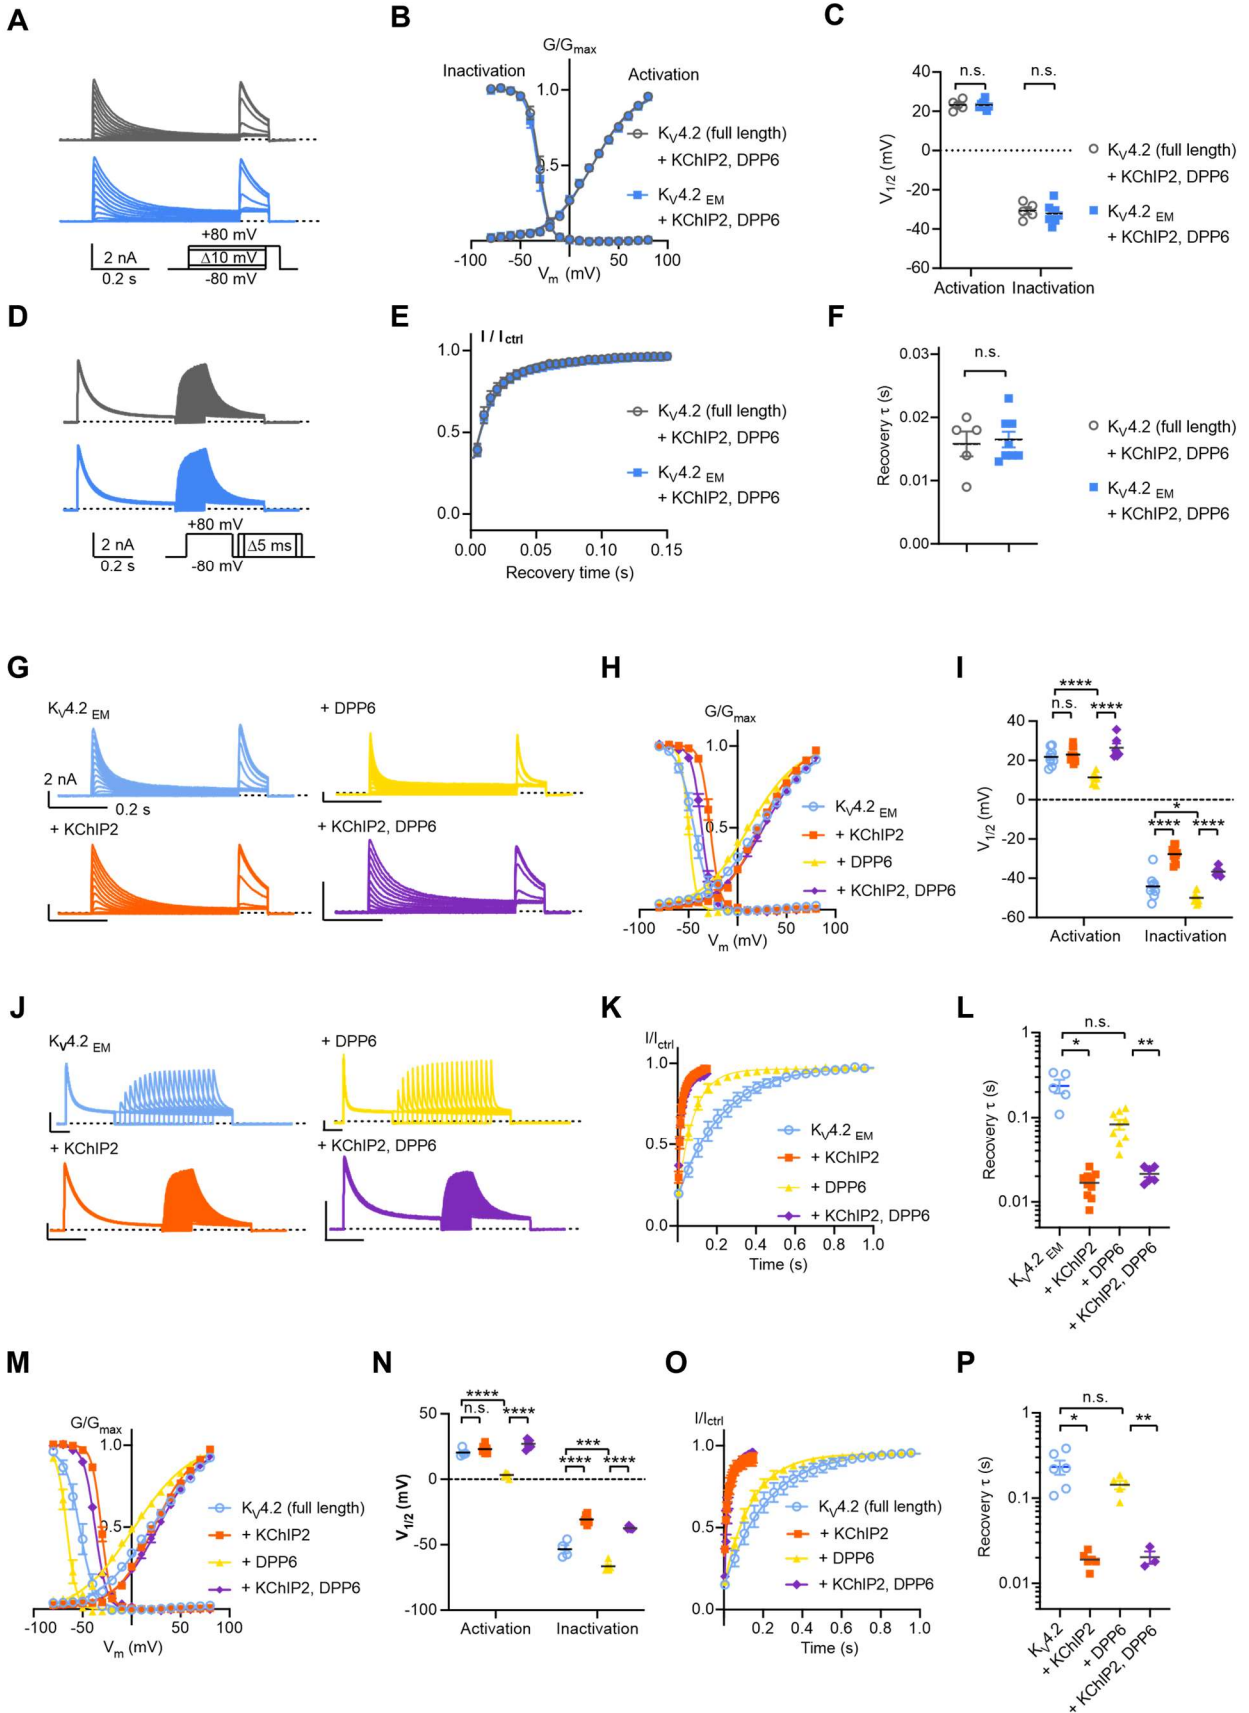 A
+80 mV
2 nA
Δ10 mV
0.2 s
-80 mV
B
G/Gmax
Inactivation
Activation
1.0
0.5
-100
-50
0
50
100
Vm (mV)
KV4.2 (full length)
+ KChIP2, DPP6
KV4.2 EM
+ KChIP2, DPP6
C
n.s.
n.s.
40
20
0
-20
-40
-60
V1/2 (mV)
Activation
Inactivation
KV4.2 (full length)
+ KChIP2, DPP6
KV4.2 EM
+ KChIP2, DPP6
D
+80 mV
2 nA
Δ5 ms
0.2 s
-80 mV
E
I / Ictrl
1.0
0.5
0.0
0.00
0.05
0.10
0.15
Recovery time (s)
KV4.2 (full length)
+ KChIP2, DPP6
KV4.2 EM
+ KChIP2, DPP6
F
n.s.
0.03
0.02
0.01
0.00
Recovery τ (s)
KV4.2 (full length)
+ KChIP2, DPP6
KV4.2 EM
+ KChIP2, DPP6
G
KV4.2 EM
+ DPP6
2 nA
0.2 s
+ KChIP2
+ KChIP2, DPP6
H
G/Gmax
1.0
0.5
-100
-50
0
50
100
Vm (mV)
KV4.2 EM
+ KChIP2
+ DPP6
+ KChIP2, DPP6
I
****
n.s.
****
*
****
****
40
20
0
-20
-40
-60
V1/2 (mV)
Activation
Inactivation
J
KV4.2 EM
+ DPP6
+ KChIP2
+ KChIP2, DPP6
K
I/Ictrl
1.0
0.5
0.0
0.2
0.4
0.6
0.8
1.0
Time (s)
KV4.2 EM
+ KChIP2
+ DPP6
+ KChIP2, DPP6
L
n.s.
*
**
1
0.1
0.01
Recovery τ (s)
KV4.2 EM
+ KChIP2
+ DPP6
+ KChIP2, DPP6
M
G/Gmax
1.0
0.5
-100
-50
0
50
100
Vm (mV)
KV4.2 (full length)
+ KChIP2
+ DPP6
+ KChIP2, DPP6
N
****
n.s.
****
***
****
****
50
0
-50
-100
V1/2 (mV)
Activation
Inactivation
O
I/Ictrl
1.0
0.5
0.0
0.2
0.4
0.6
0.8
1.0
Time (s)
KV4.2 (full length)
+ KChIP2
+ DPP6
+ KChIP2, DPP6
P
n.s.
*
**
1
0.1
0.01
Recovery τ (s)
KV4.2
+ KChIP2
+ DPP6
+ KChIP2, DPP6